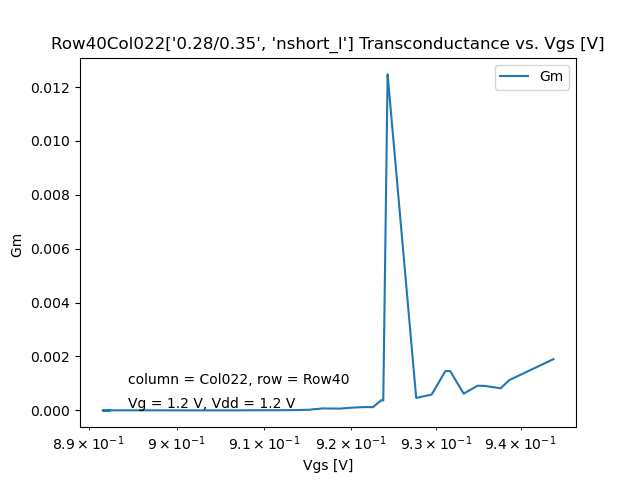 Row40Col022['0.28/0.35', 'nshort_l'] Transconductance vs. Vgs [V]
Gm
0.012
0.010
0.008
0.006
0.004
0.002
0.000
Gm
column = Col022, row = Row40
Vg = 1.2 V, Vdd = 1.2 V
8.9 × 10⁻¹ 9 × 10⁻¹ 9.1 × 10⁻¹ 9.2 × 10⁻¹ 9.3 × 10⁻¹ 9.4 × 10⁻¹
Vgs [V]